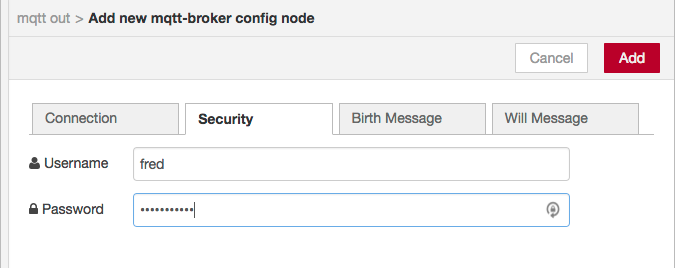 mqtt out > Add new mqtt-broker config node
Cancel Add
Connection Security Birth Message Will Message
Username fred
Password •••••••••••